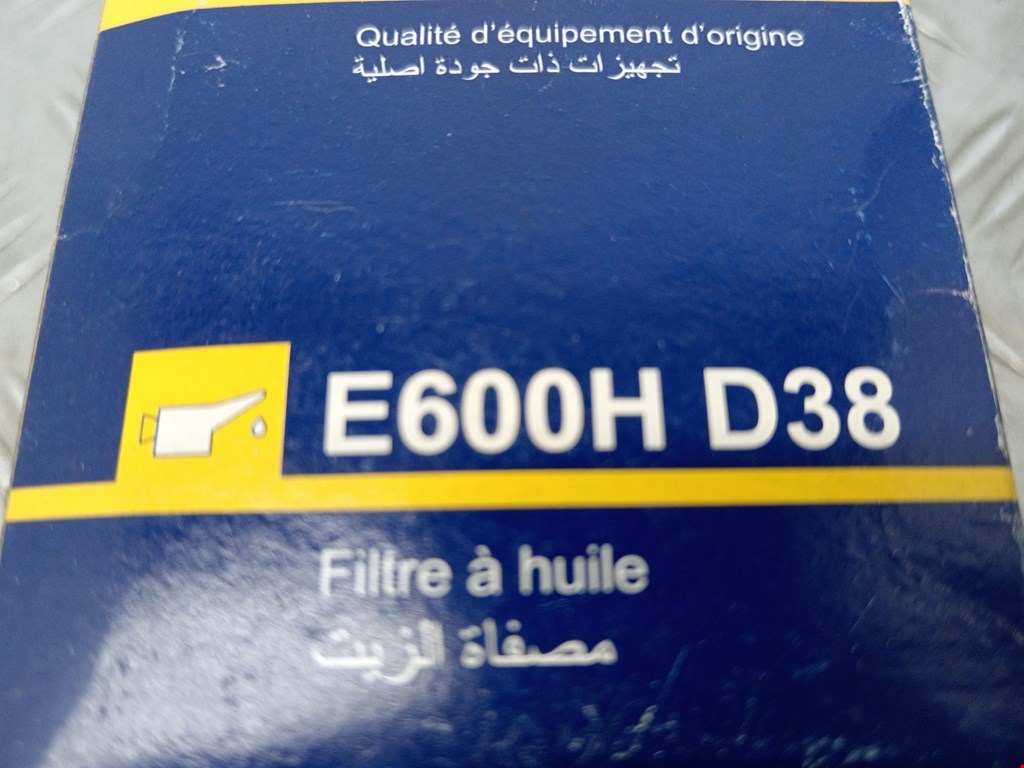 Qualité d'équipement d'origine
تجهيزات ذات جودة اصلية
E600H D38
Filtre à huile
مصفاة الزيت